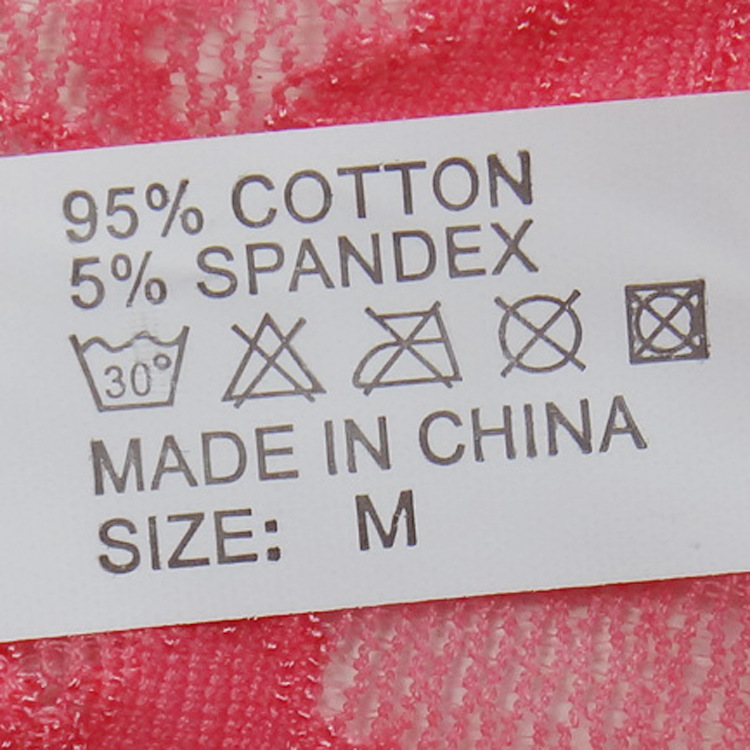 95% COTTON
5% SPANDEX
30°
MADE IN CHINA
SIZE: M